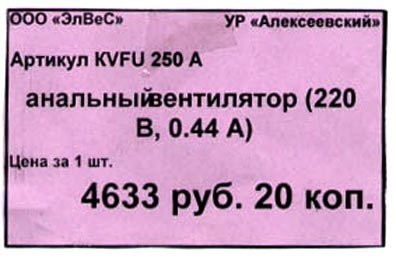 ООО «ЭлВеС» УР «Алексеевский»
Артикул KVFU 250 А
анальныйвентилятор (220
В, 0.44 А)
Цена за 1 шт.
4633 руб. 20 коп.